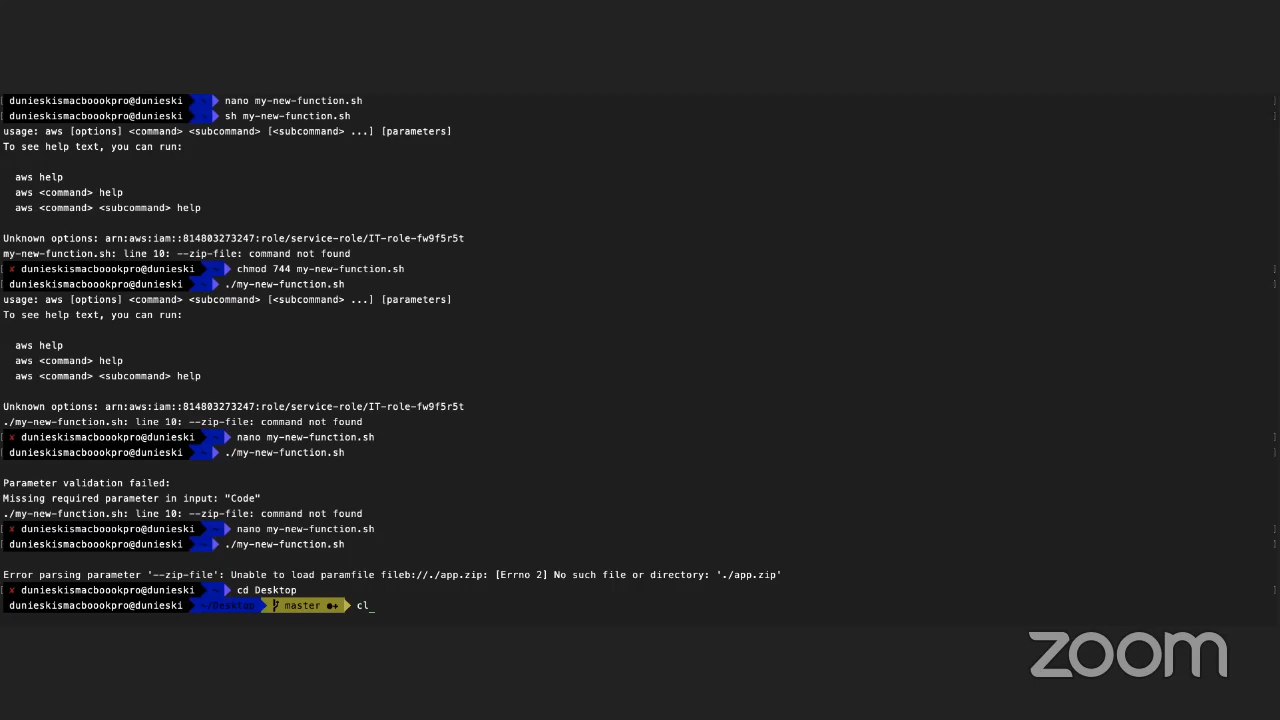 dunieskismacboookpro@dunieski ~ nano my-new-function.sh
dunieskismacboookpro@dunieski ~ sh my-new-function.sh
usage: aws [options] <command> <subcommand> [<subcommand> ...] [parameters]
To see help text, you can run:
aws help
aws <command> help
aws <command> <subcommand> help
Unknown options: arn:aws:iam::814803273247:role/service-role/IT-role-fw9f5r5t
my-new-function.sh: line 10: --zip-file: command not found
✘ dunieskismacboookpro@dunieski ~ chmod 744 my-new-function.sh
dunieskismacboookpro@dunieski ~ ./my-new-function.sh
usage: aws [options] <command> <subcommand> [<subcommand> ...] [parameters]
To see help text, you can run:
aws help
aws <command> help
aws <command> <subcommand> help
Unknown options: arn:aws:iam::814803273247:role/service-role/IT-role-fw9f5r5t
./my-new-function.sh: line 10: --zip-file: command not found
✘ dunieskismacboookpro@dunieski ~ nano my-new-function.sh
dunieskismacboookpro@dunieski ~ ./my-new-function.sh
Parameter validation failed:
Missing required parameter in input: "Code"
./my-new-function.sh: line 10: --zip-file: command not found
✘ dunieskismacboookpro@dunieski ~ nano my-new-function.sh
dunieskismacboookpro@dunieski ~ ./my-new-function.sh
Error parsing parameter '--zip-file': Unable to load paramfile fileb://./app.zip: [Errno 2] No such file or directory: './app.zip'
✘ dunieskismacboookpro@dunieski ~ cd Desktop
dunieskismacboookpro@dunieski ~/Desktop master ●+ cl_
zoom